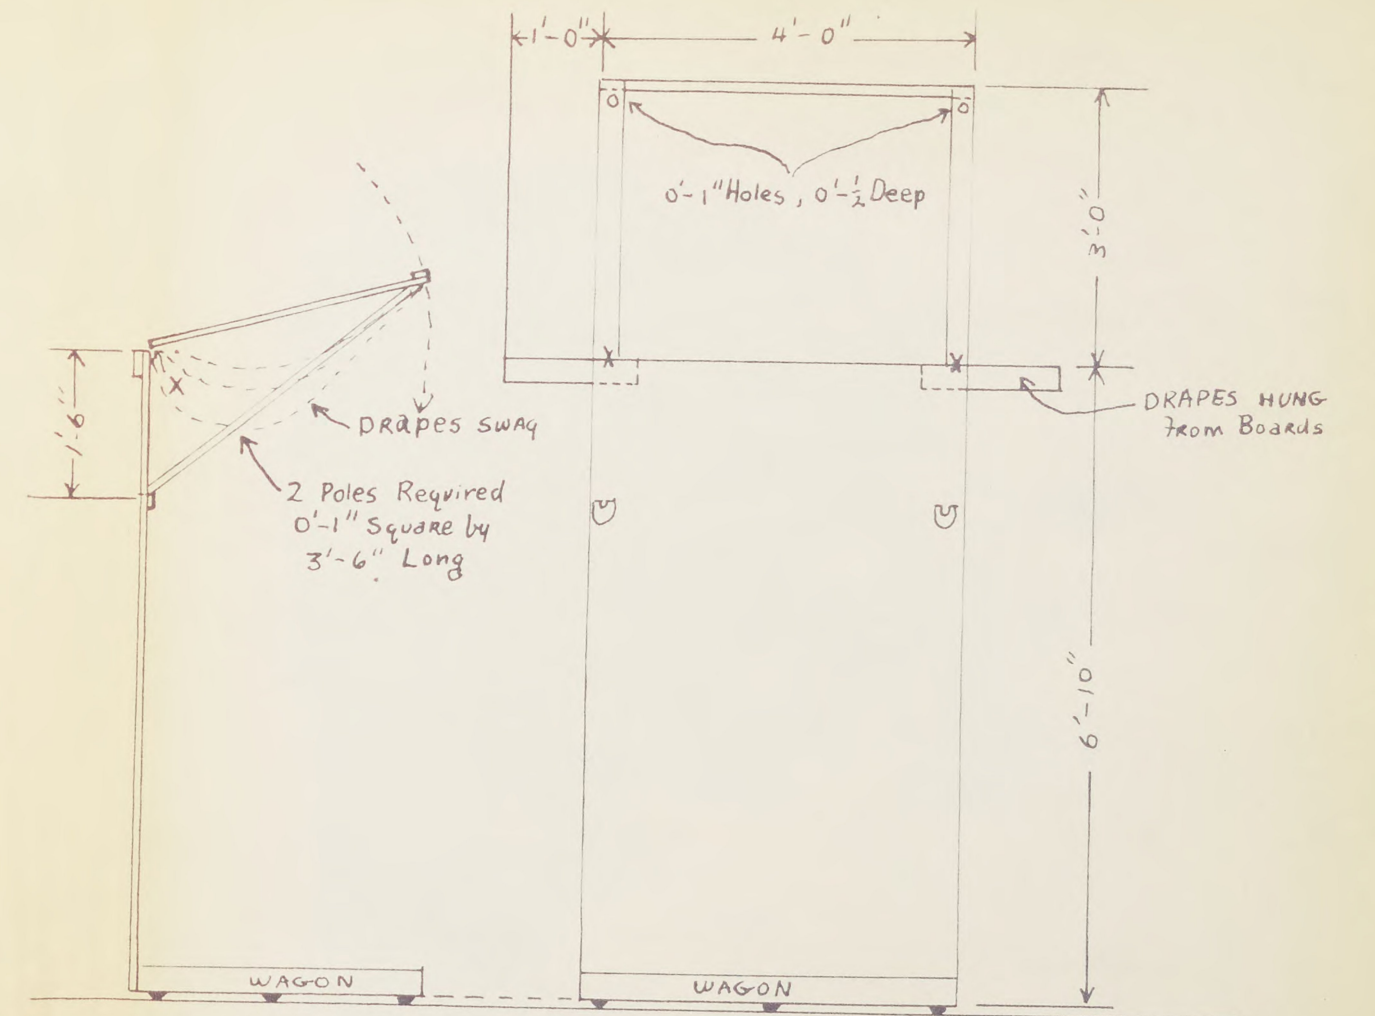 1'-0"
4'-0"
O
O
0'-1" Holes, 0'-½ Deep
3'-0"
X
X
DRAPES HUNG
From Boards
1'-6"
X
DRAPES SWAG
2 Poles Required
0'-1" Square by
3'-6" Long
6'-10"
WAGON
WAGON